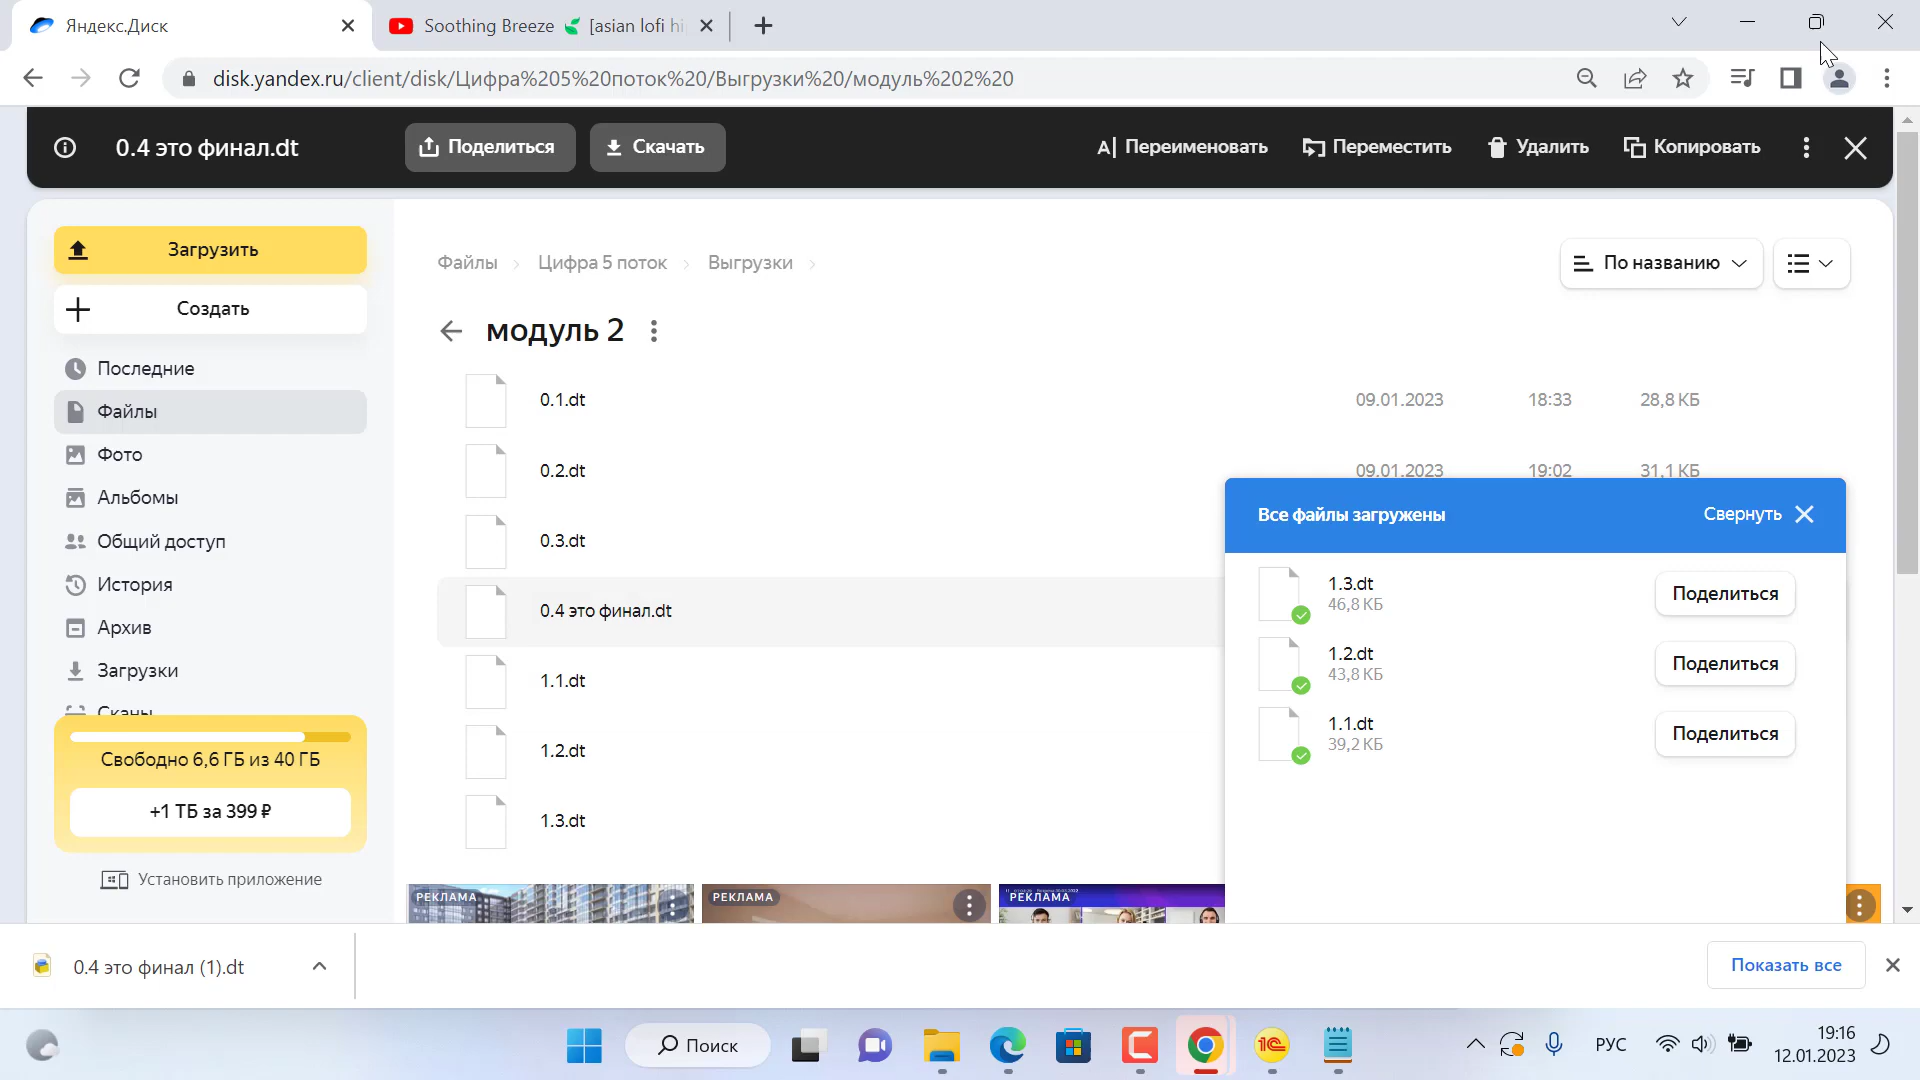 Яндекс.Диск
Soothing Breeze [asian lofi hi
disk.yandex.ru/client/disk/Цифра%205%20поток%20/Выгрузки%20/модуль%202%20
0.4 это финал.dt
Поделиться
Скачать
Переименовать
Переместить
Удалить
Копировать
Загрузить
Создать
Последние
Файлы
Фото
Альбомы
Общий доступ
История
Архив
Загрузки
Сканы
Свободно 6,6 ГБ из 40 ГБ
+1 ТБ за 399 ₽
Установить приложение
Файлы > Цифра 5 поток > Выгрузки >
По названию
модуль 2
0.1.dt 09.01.2023 18:33 28,8 КБ
0.2.dt 09.01.2023 19:02 31,1 КБ
0.3.dt
0.4 это финал.dt
1.1.dt
1.2.dt
1.3.dt
Все файлы загружены
Свернуть
1.3.dt
46,8 КБ
Поделиться
1.2.dt
43,8 КБ
Поделиться
1.1.dt
39,2 КБ
Поделиться
РЕКЛАМА
РЕКЛАМА
РЕКЛАМА
0.4 это финал (1).dt
Показать все
Поиск
1С
РУС
19:16
12.01.2023